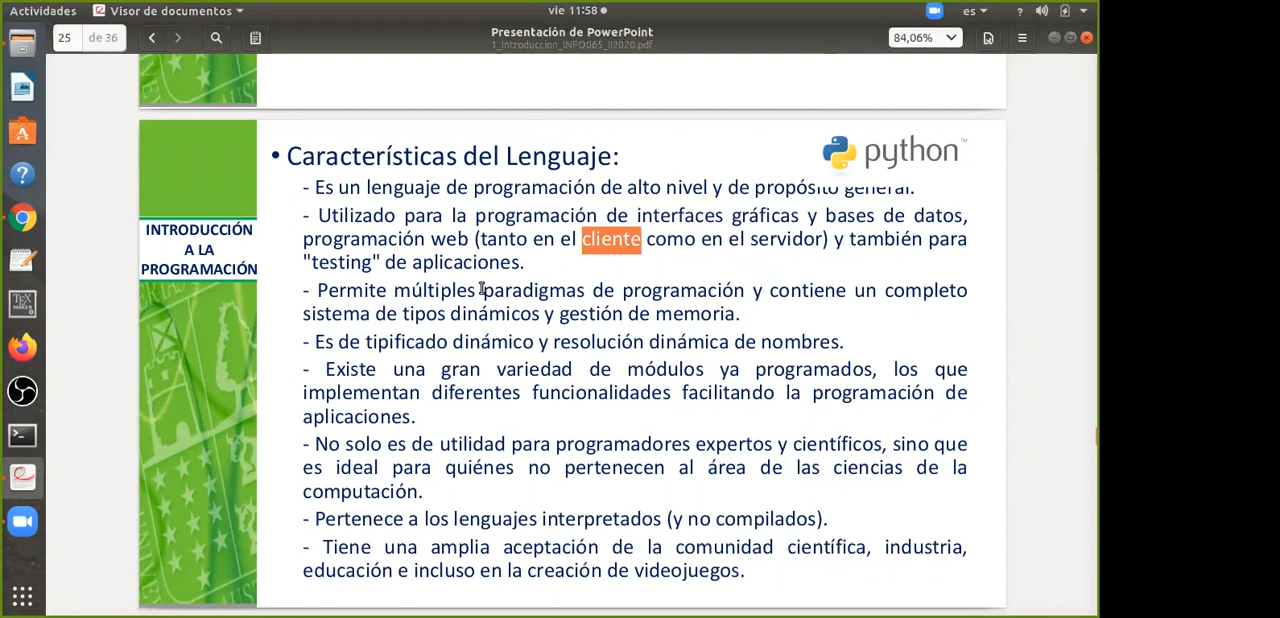 Actividades
Visor de documentos
vie 11:58
es
?
25
de 36
Presentación de PowerPoint
1_Introduccion_INFO065_II2020.pdf
84,06%
INTRODUCCIÓN
A LA
PROGRAMACIÓN
• Características del Lenguaje:
python™
- Es un lenguaje de programación de alto nivel y de propósito general.
- Utilizado para la programación de interfaces gráficas y bases de datos,
programación web (tanto en el cliente como en el servidor) y también para
"testing" de aplicaciones.
- Permite múltiples paradigmas de programación y contiene un completo
sistema de tipos dinámicos y gestión de memoria.
- Es de tipificado dinámico y resolución dinámica de nombres.
- Existe una gran variedad de módulos ya programados, los que
implementan diferentes funcionalidades facilitando la programación de
aplicaciones.
- No solo es de utilidad para programadores expertos y científicos, sino que
es ideal para quiénes no pertenecen al área de las ciencias de la
computación.
- Pertenece a los lenguajes interpretados (y no compilados).
- Tiene una amplia aceptación de la comunidad científica, industria,
educación e incluso en la creación de videojuegos.